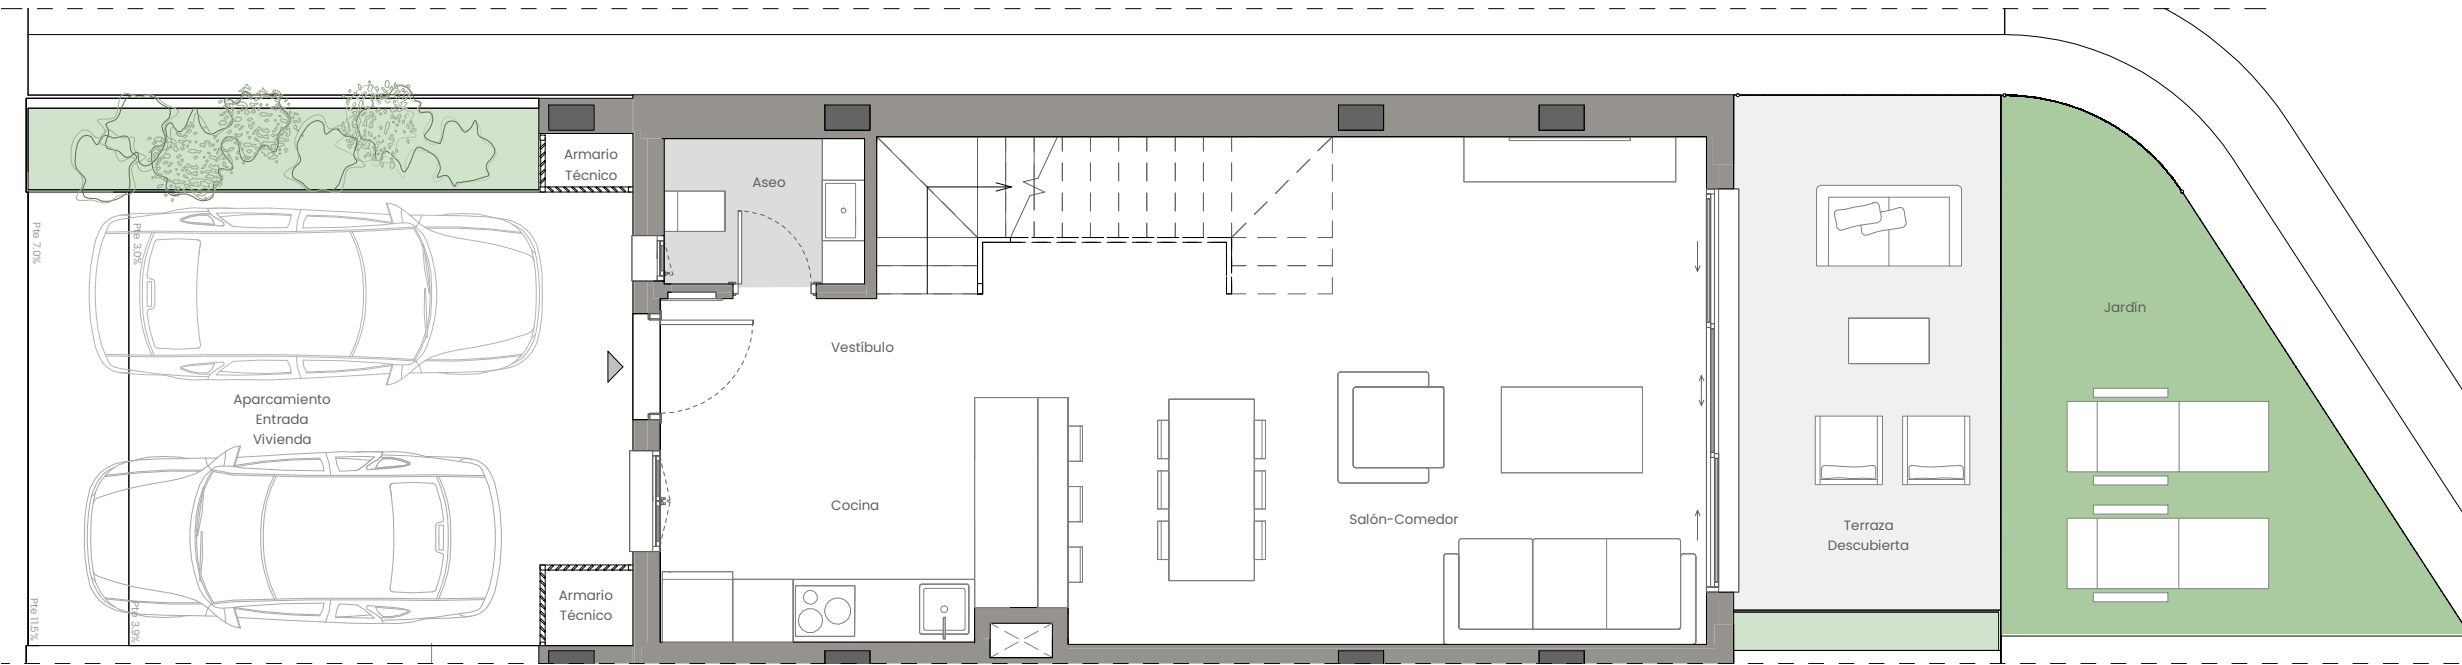 Armario
Técnico
Aseo
Pte 7.0%
Pte 3.0%
Jardín
Vestíbulo
Aparcamiento
Entrada
Vivienda
Cocina
Salón-Comedor
Terraza
Descubierta
Armario
Técnico
Pte 11.5%
Pte 3.9%